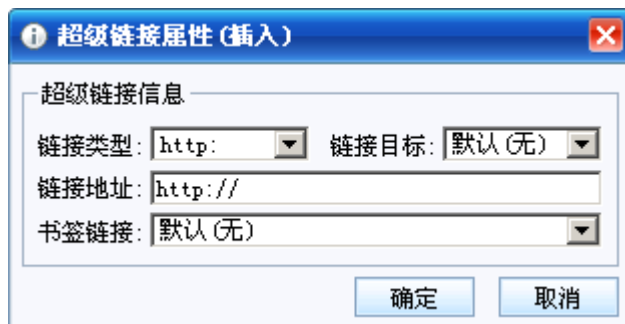 超级链接属性(插入)
超级链接信息
链接类型: http: 链接目标: 默认(无)
链接地址: http://
书签链接: 默认(无)
确定 取消